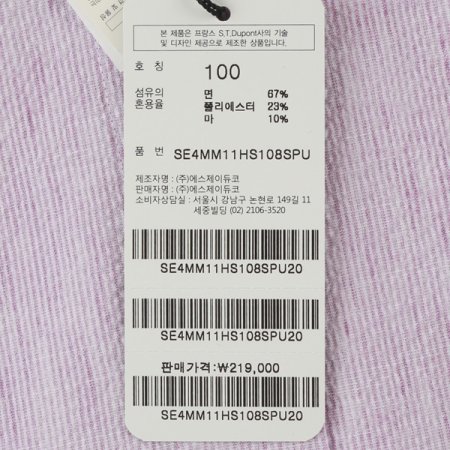 본 제품은 프랑스 S.T.Dupont사의 기술
및 디자인 제공으로 제조한 상품입니다.
호 칭 100
섬유의 면 67%
혼용율 폴리에스터 23%
마 10%
품 번 SE4MM11HS108SPU
제조자명 : (주)에스제이듀코
판매자명 : (주)에스제이듀코
소비자상담실 : 서울시 강남구 논현로 149길 11
세중빌딩 (02) 2106-3520
SE4MM11HS108SPU20
SE4MM11HS108SPU20
판매가격:₩219,000
SE4MM11HS108SPU20